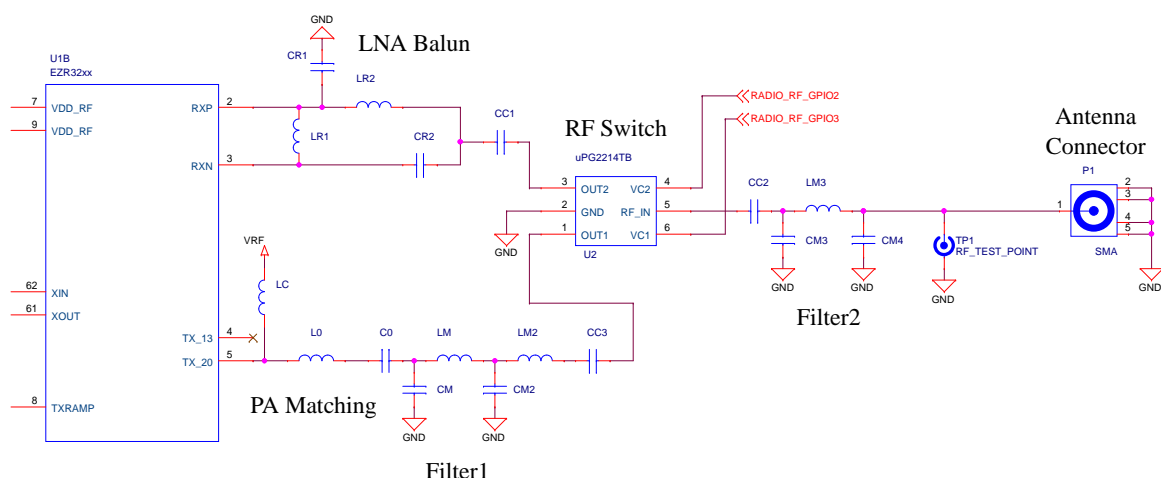 GND
LNA Balun
U1B
EZR32xx
CR1
LR2
7 VDD_RF
RXP 2
RADIO_RF_GPIO2
9 VDD_RF
LR1
CR2
CC1
RF Switch
RADIO_RF_GPIO3
Antenna
Connector
RXN 3
uPG2214TB
P1
3 OUT2 VC2 4
2 GND RF_IN 5
1 OUT1 VC1 6
U2
GND
CC2
LM3
CM3
CM4
GND
GND
TP1
RF_TEST_POINT
GND
1
2
3
4
5
SMA
GND
VRF
LC
62 XIN
61 XOUT
Filter2
TX_13 4
TX_20 5
L0
C0
LM
LM2
CC3
CM
CM2
8 TXRAMP
PA Matching
GND
GND
Filter1